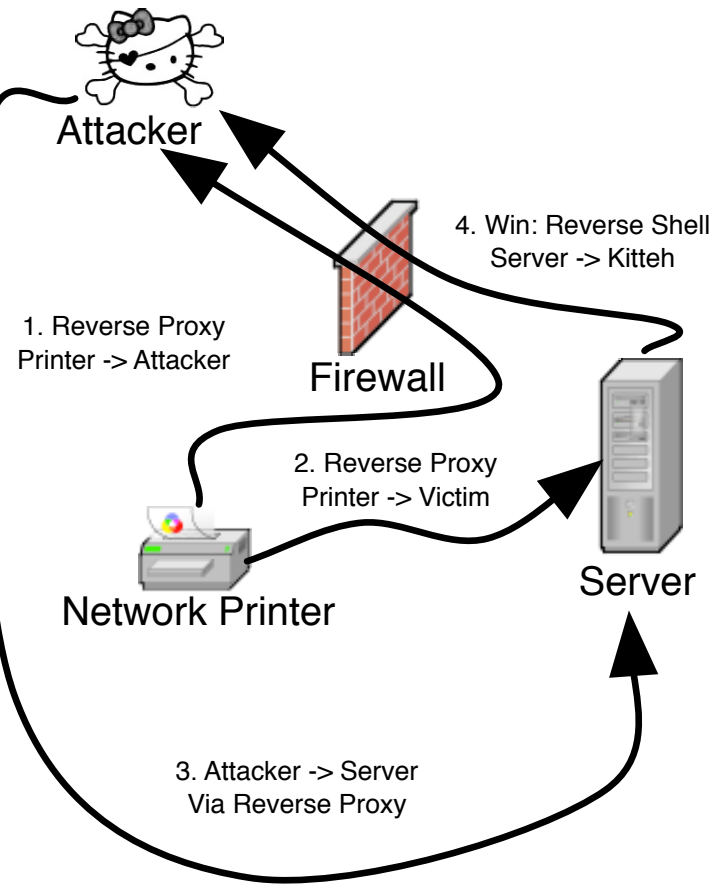 Attacker
4. Win: Reverse Shell
Server -> Kitteh
1. Reverse Proxy
Printer -> Attacker
Firewall
2. Reverse Proxy
Printer -> Victim
Server
Network Printer
3. Attacker -> Server
Via Reverse Proxy